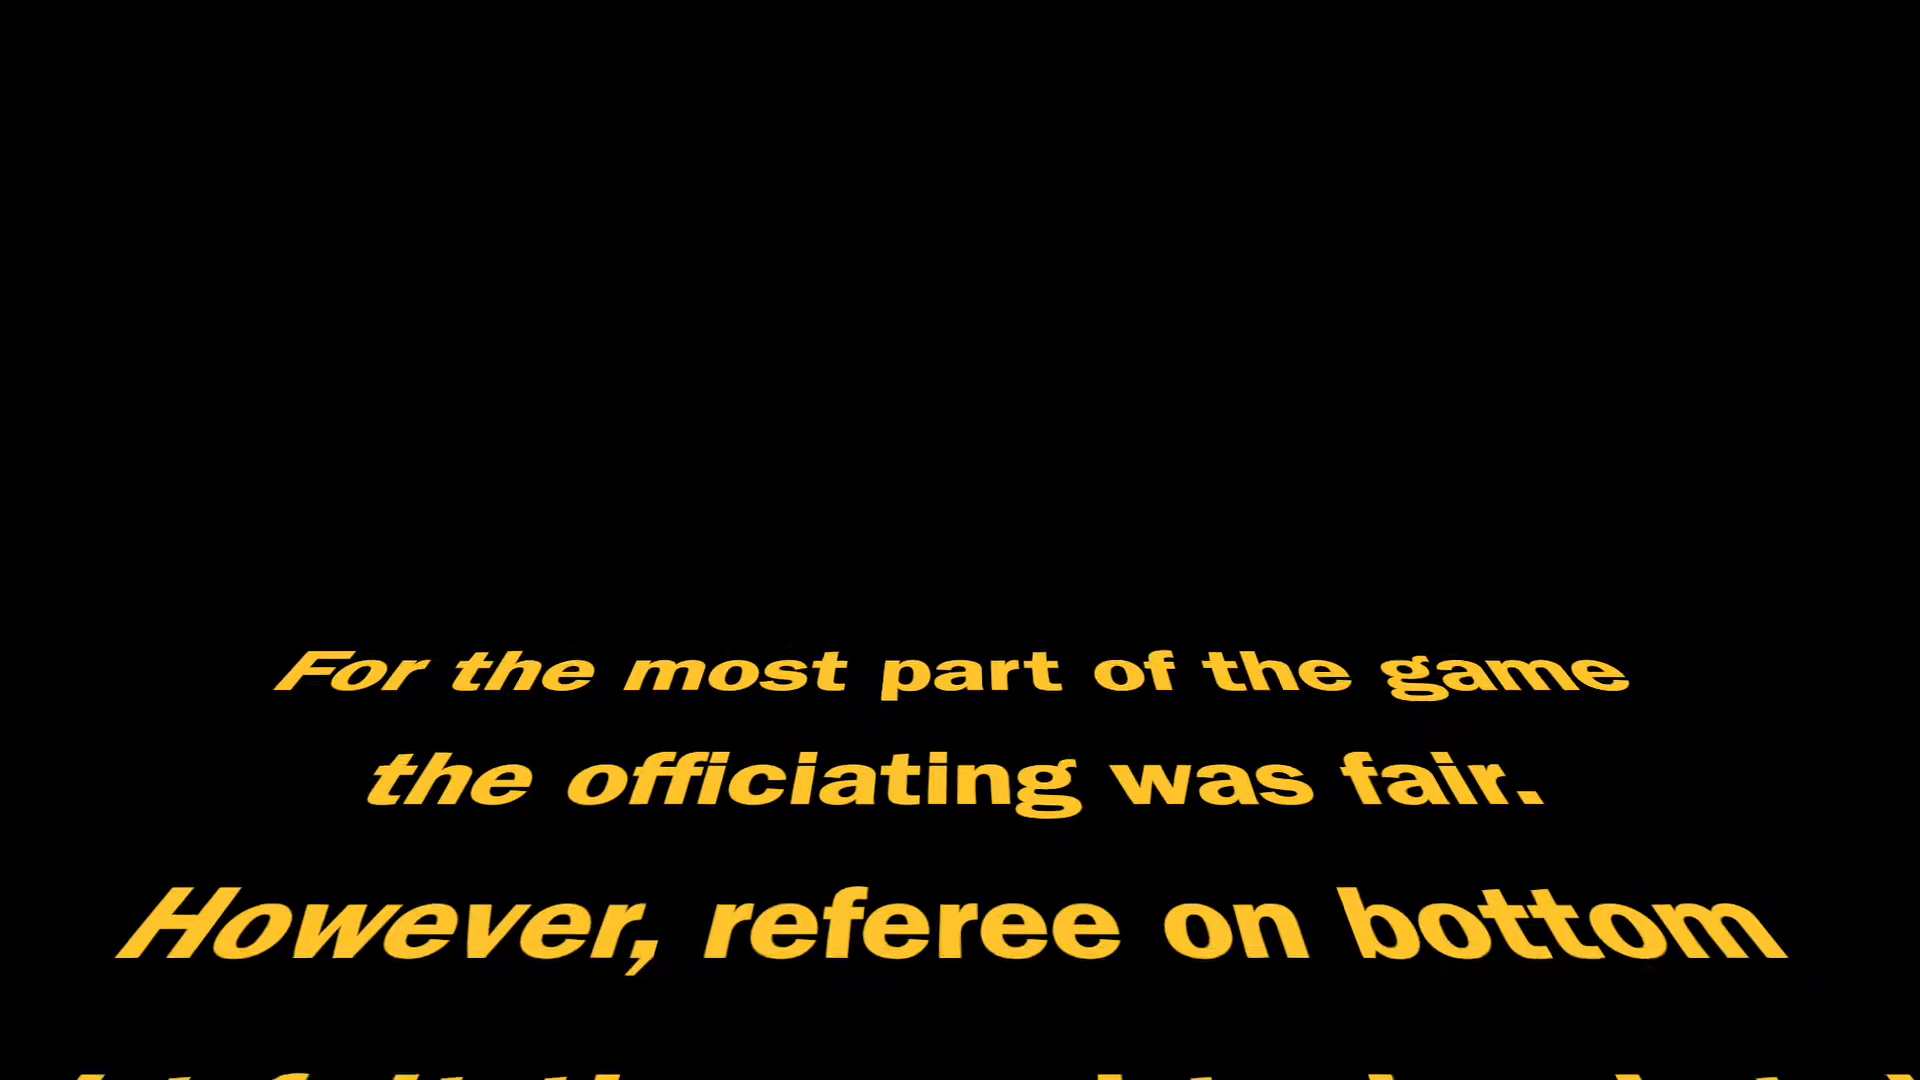 For the most part of the game
the officiating was fair.
However, referee on bottom